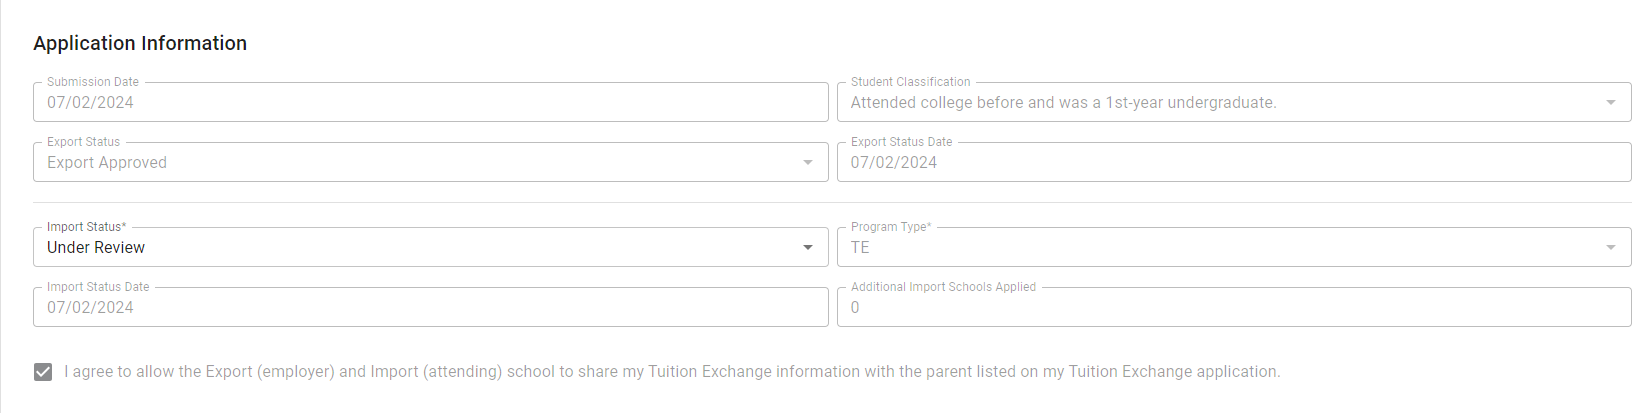 Application Information
Submission Date
07/02/2024
Student Classification
Attended college before and was a 1st-year undergraduate.
Export Status
Export Approved
Export Status Date
07/02/2024
Import Status*
Under Review
Program Type*
TE
Import Status Date
07/02/2024
Additional Import Schools Applied
0
I agree to allow the Export (employer) and Import (attending) school to share my Tuition Exchange information with the parent listed on my Tuition Exchange application.